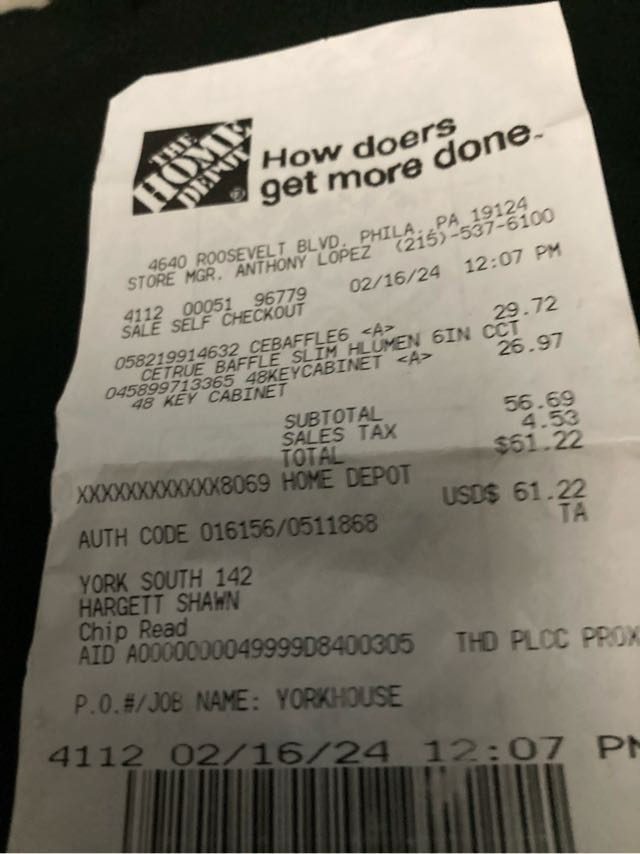 THE
HOME
DEPOT
How doers
get more done.
4640 ROOSEVELT BLVD. PHILA., PA 19124
STORE MGR. ANTHONY LOPEZ (215)-537-6100
4112 00051 96779 02/16/24 12:07 PM
SALE SELF CHECKOUT
058219914632 CEBAFFLE6 <A> 29.72
CETRUE BAFFLE SLIM HLUMEN 6IN CCT
045899713365 48KEYCABINET <A> 26.97
48 KEY CABINET
SUBTOTAL 56.69
SALES TAX 4.53
TOTAL $61.22
XXXXXXXXXXXX8069 HOME DEPOT
USD$ 61.22
AUTH CODE 016156/0511868 TA
YORK SOUTH 142
HARGETT SHAWN
Chip Read
AID A0000000049999D8400305 THD PLCC PROX
P.O.#/JOB NAME: YORKHOUSE
4112 02/16/24 12:07 PM